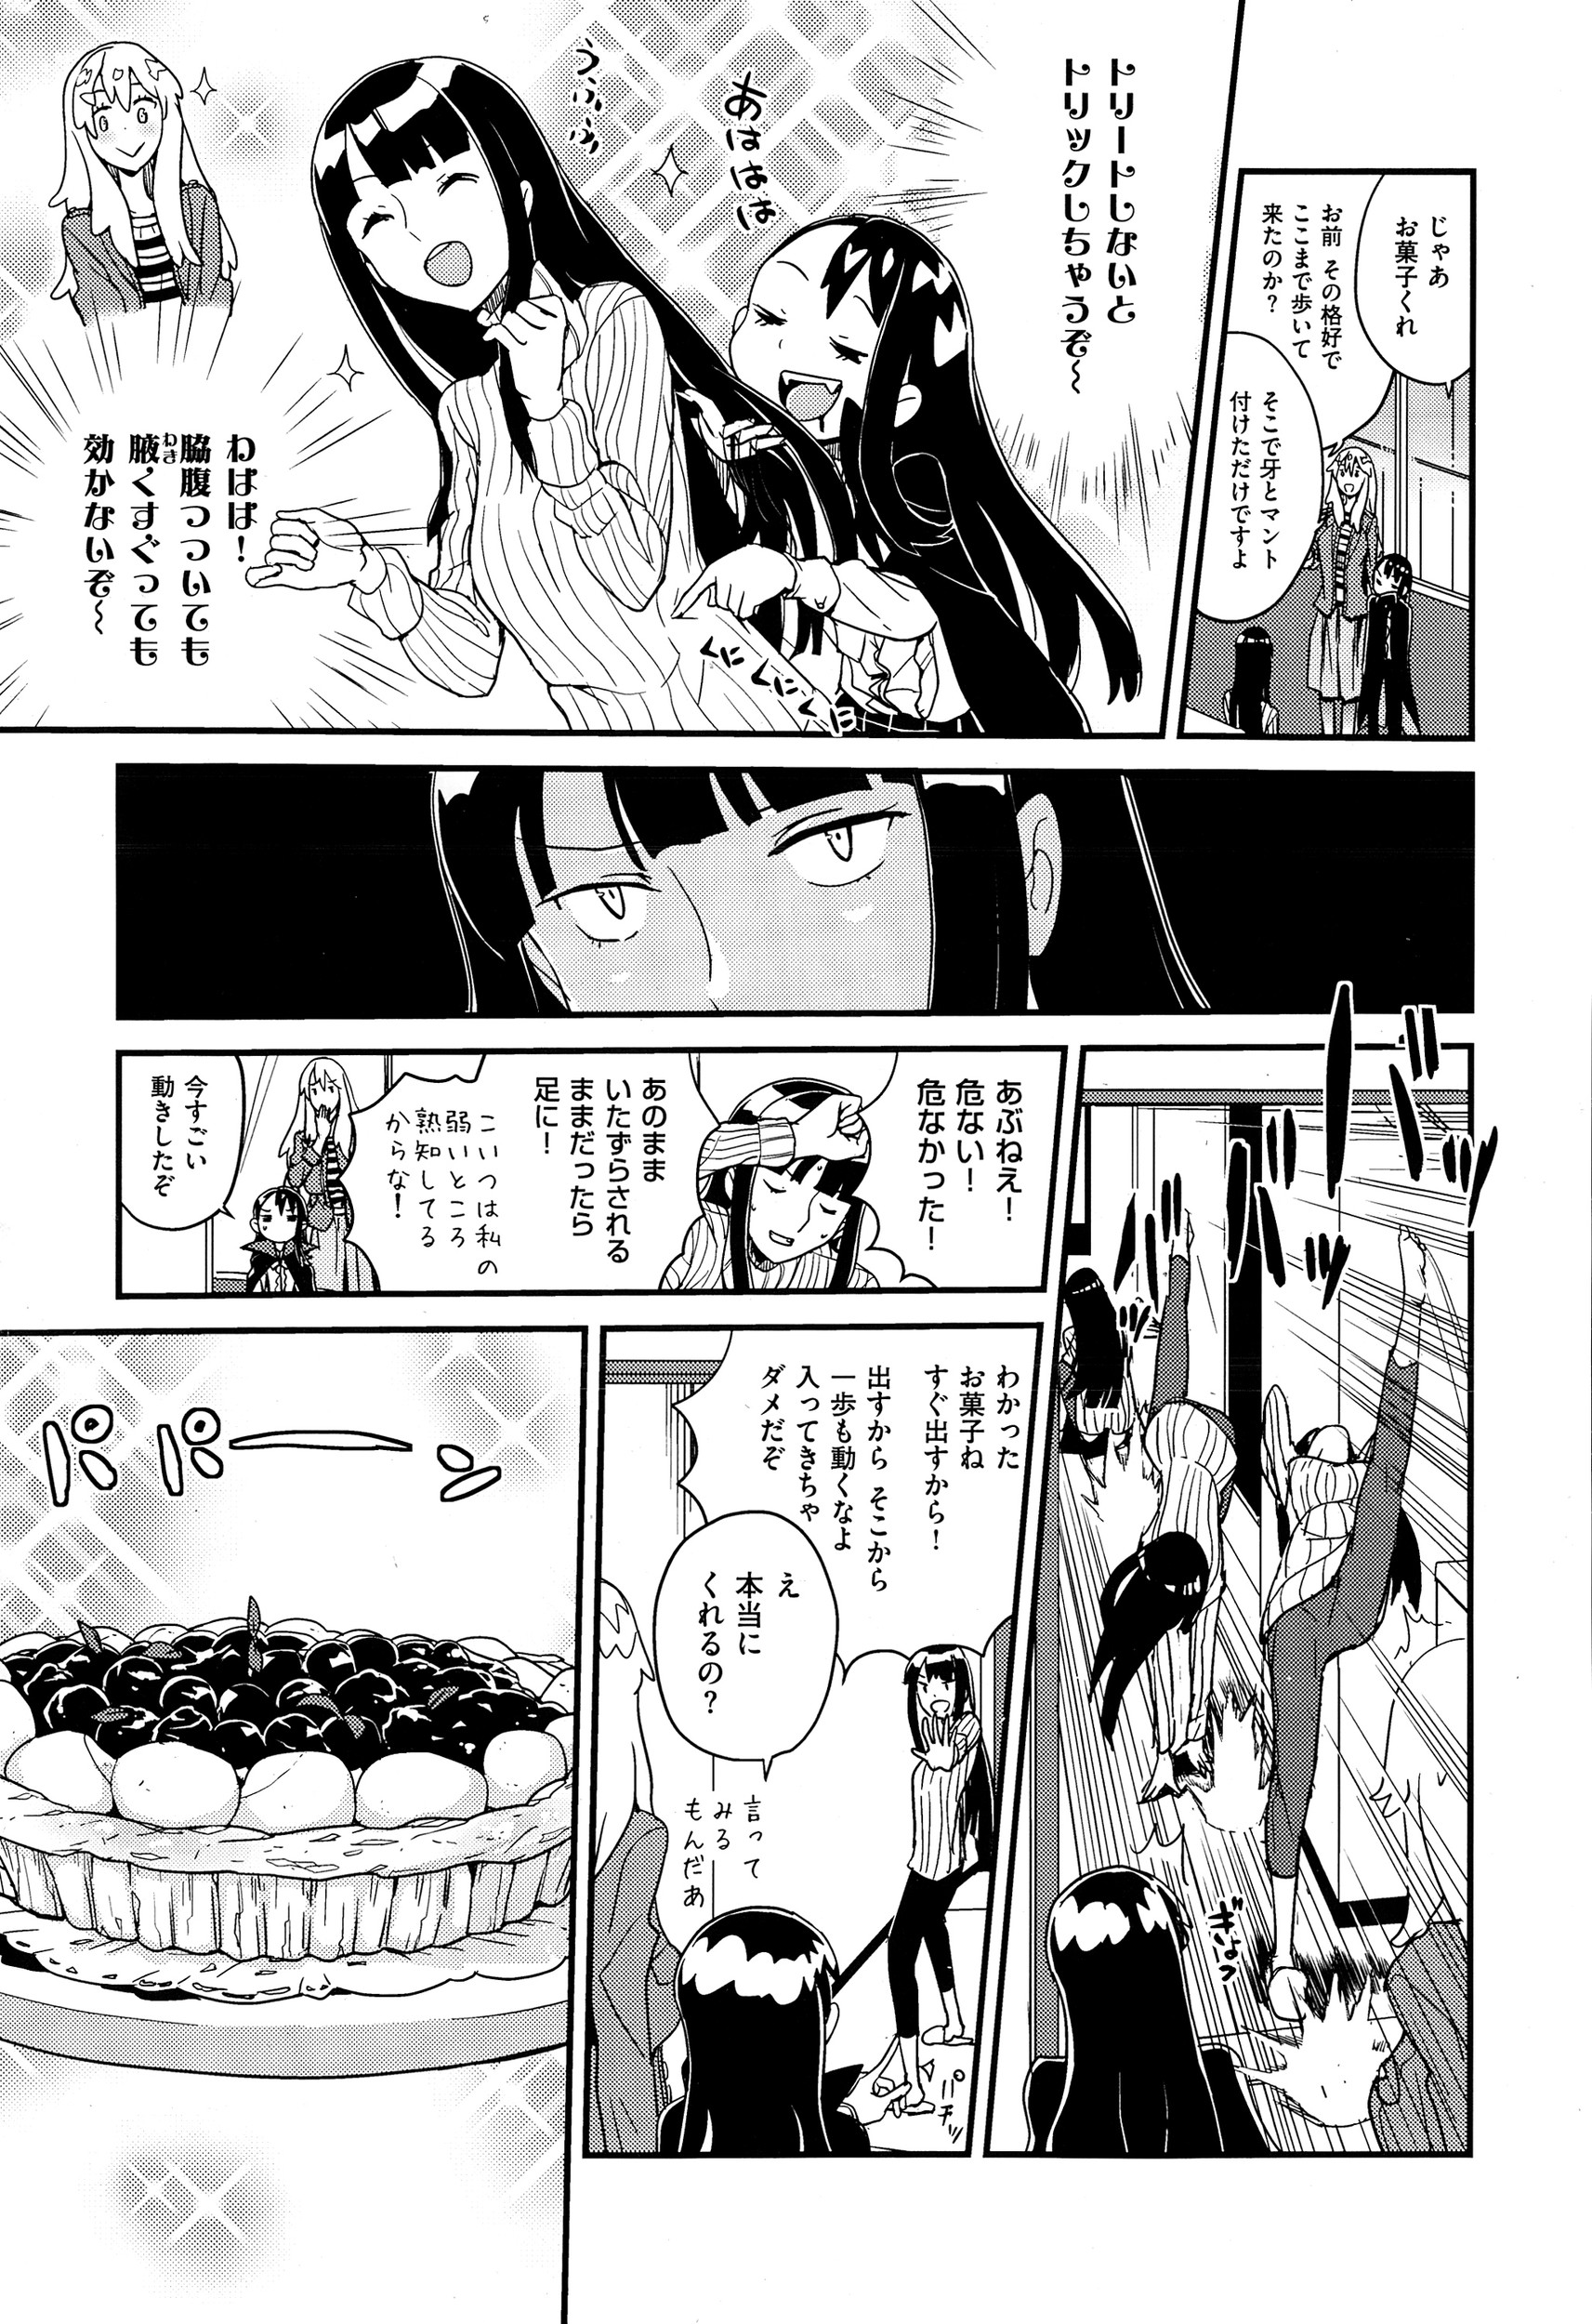 じゃあ
お菓子くれ
お前 その格好で
ここまで歩いて
来たのか?
そこで牙とマント
付けただけですよ
トリートしないと
トリックしちゃうぞ〜
あははは
うふふふ
くにくにくに
わはは!
脇腹つついても
腋くすぐっても
わき
効かないぞ〜
あぶねえ!
危ない!
危なかった!
あのまま
いたずらされる
ままだったら
足に!
こいつは私の
弱いところ
熟知してる
からな!
今すごい
動きしたぞ
ぎょっ
わかった
お菓子ね
すぐ出すから!
出すから そこから
一歩も動くなよ
入ってきちゃ
ダメだぞ
え
本当に
くれるの?
言って
みる
もんだあ
パチッ
パパーン